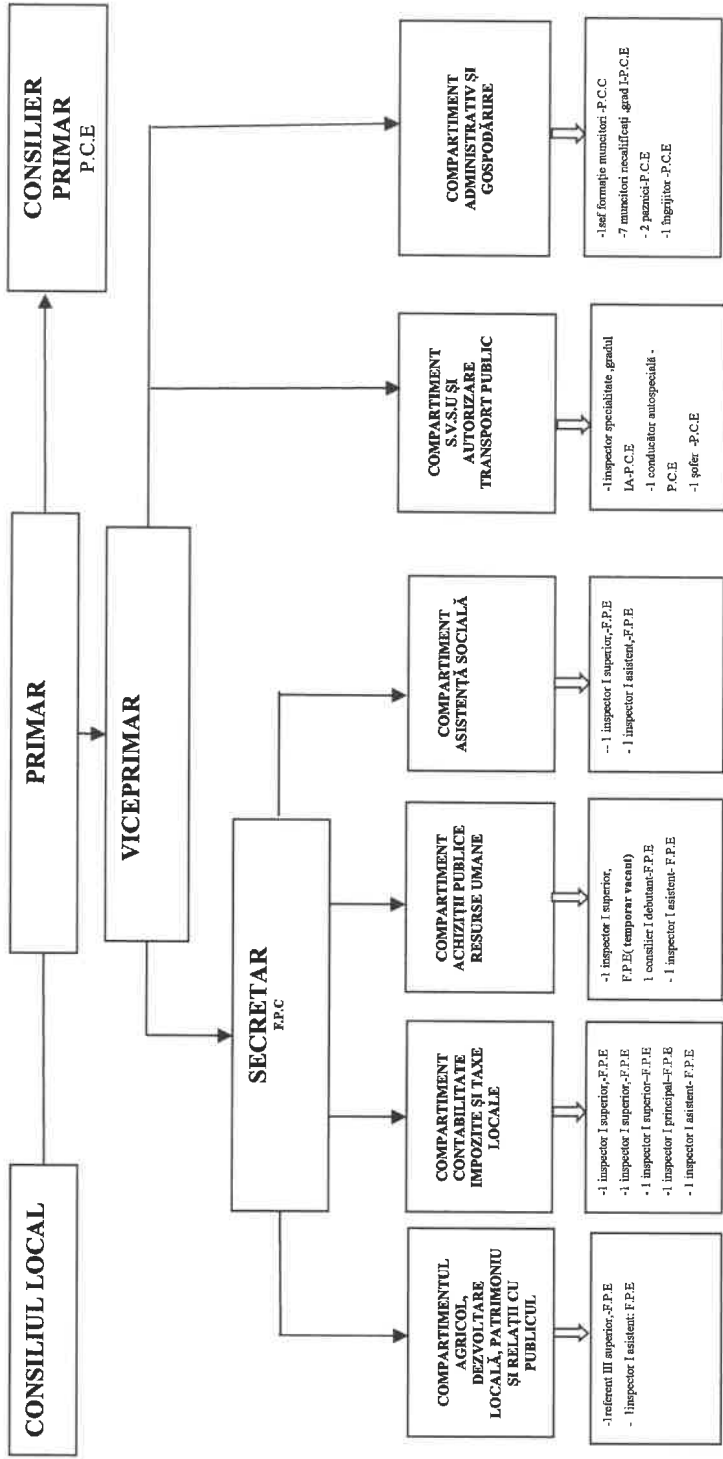 CONSILIUL LOCAL
PRIMAR
CONSILIER
PRIMAR
P.C.E
VICEPRIMAR
SECRETAR
F.P.C
COMPARTIMENTUL
AGRICOL,
DEZVOLTARE
LOCALĂ, PATRIMONIU
ȘI RELAȚII CU
PUBLICUL
COMPARTIMENT
CONTABILITATE
IMPOZITE ȘI TAXE
LOCALE
COMPARTIMENT
ACHIZIȚII PUBLICE
RESURSE UMANE
COMPARTIMENT
ASISTENȚĂ SOCIALĂ
COMPARTIMENT
S.V.S.U ȘI
AUTORIZARE
TRANSPORT PUBLIC
COMPARTIMENT
ADMINISTRATIV ȘI
GOSPODĂRIRE
-1referent III superior,-F.P.E
- 1inspector I asistent: F.P.E
-1 inspector I superior,-F.P.E
-1 inspector I superior,-F.P.E
- 1 inspector I superior–F.P.E
-1 inspector I principal–F.P.E
- 1 inspector I asistent- F.P.E
-1 inspector I superior,
F.P.E( temporar vacant)
1 consilier I debutant-F.P.E
- 1 inspector I asistent- F.P.E
-- 1 inspector I superior,-F.P.E
- 1 inspector I asistent,-F.P.E
-1inspector specialitate ,gradul
IA-P.C.E
-1 conducător autospecială -
P.C.E
-1 șofer -P.C.E
-1sef formație muncitori -P.C.C
-7 muncitori necalificați ,grad I-P.C.E
- 2 paznici-P.C.E
-1 îngrijitor -P.C.E